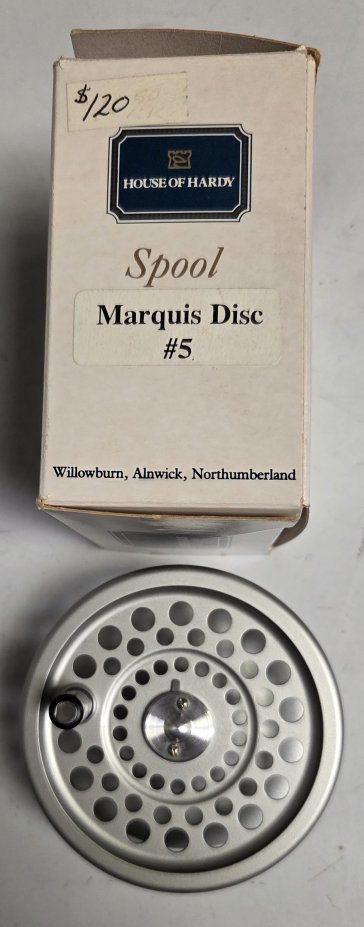 $120
HOUSE OF HARDY
Spool
Marquis Disc
#5
Willowburn, Alnwick, Northumberland